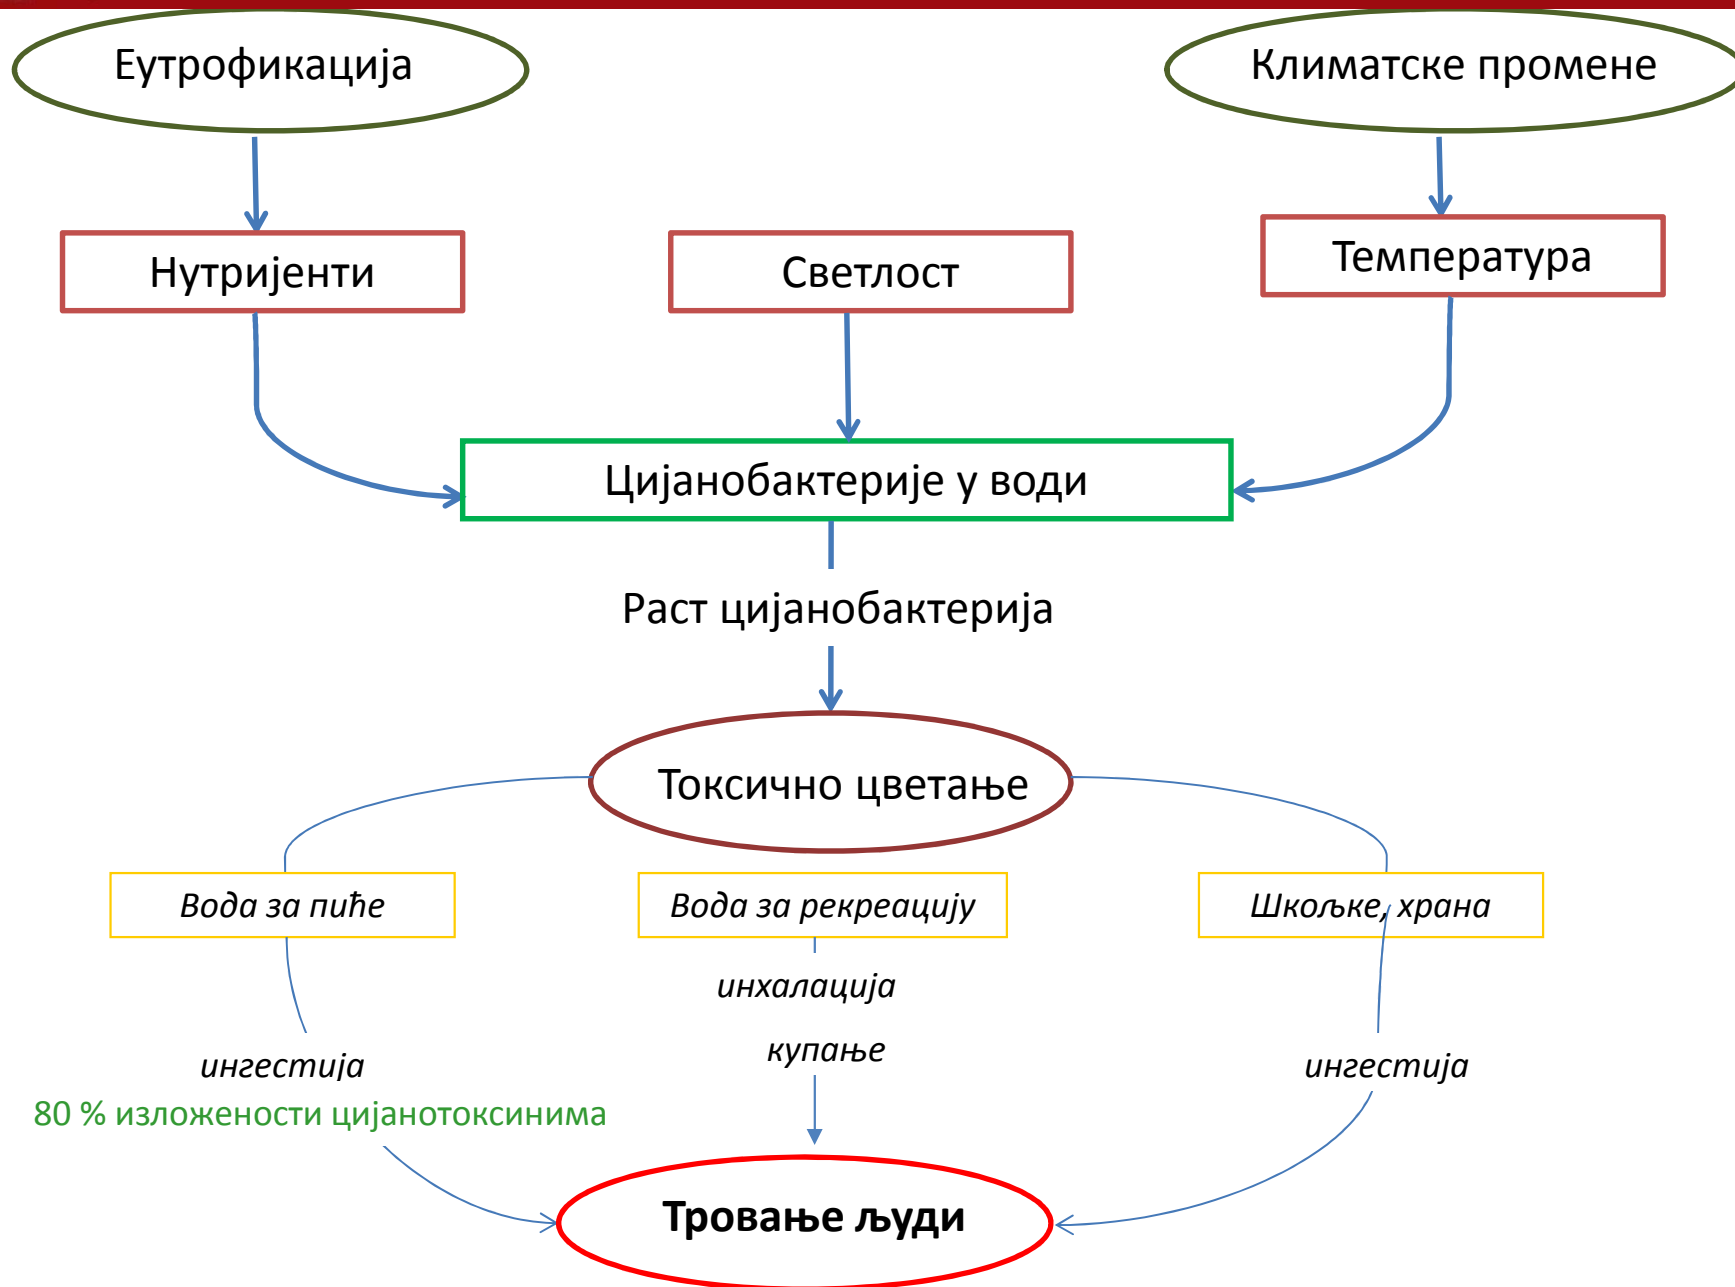 Еутрофикација
Климатске промене
Нутријенти
Светлост
Температура
Цијанобактерије у води
Раст цијанобактерија
Токсично цветање
Вода за пиће
Вода за рекреацију
Шкољке, храна
инхалација
купање
ингестија
ингестија
80 % изложености цијанотоксинима
Тровање људи